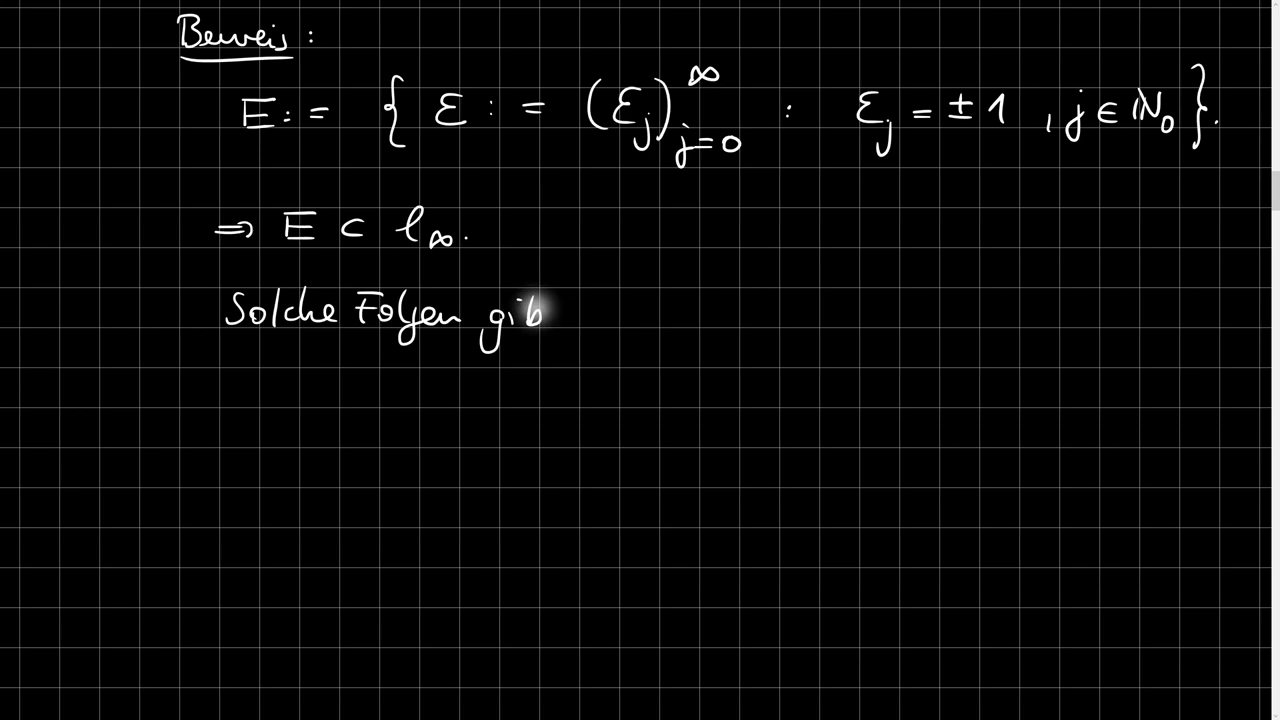 Beweis:
E := { ε := (ε_j)_{j=0}^∞ : ε_j = ±1, j ∈ ℕ_0 }.
⇒ E ⊂ ℓ_∞.
Solche Folgen gib